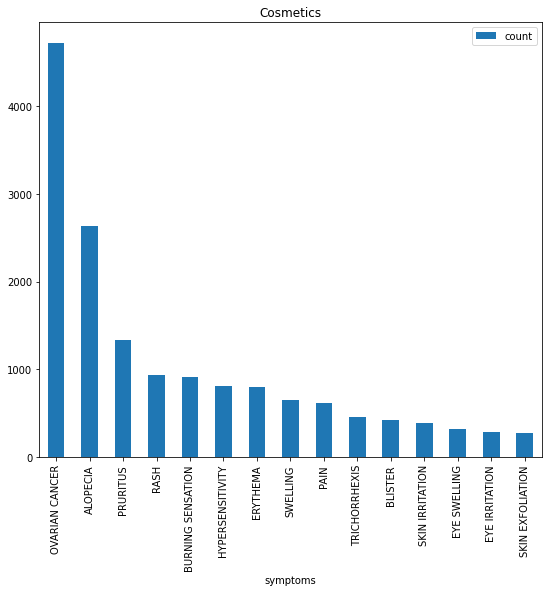 Cosmetics
count
4000
3000
2000
1000
0
OVARIAN CANCER
ALOPECIA
PRURITUS
RASH
BURNING SENSATION
HYPERSENSITIVITY
ERYTHEMA
SWELLING
PAIN
TRICHORRHEXIS
BLISTER
SKIN IRRITATION
EYE SWELLING
EYE IRRITATION
SKIN EXFOLIATION
symptoms